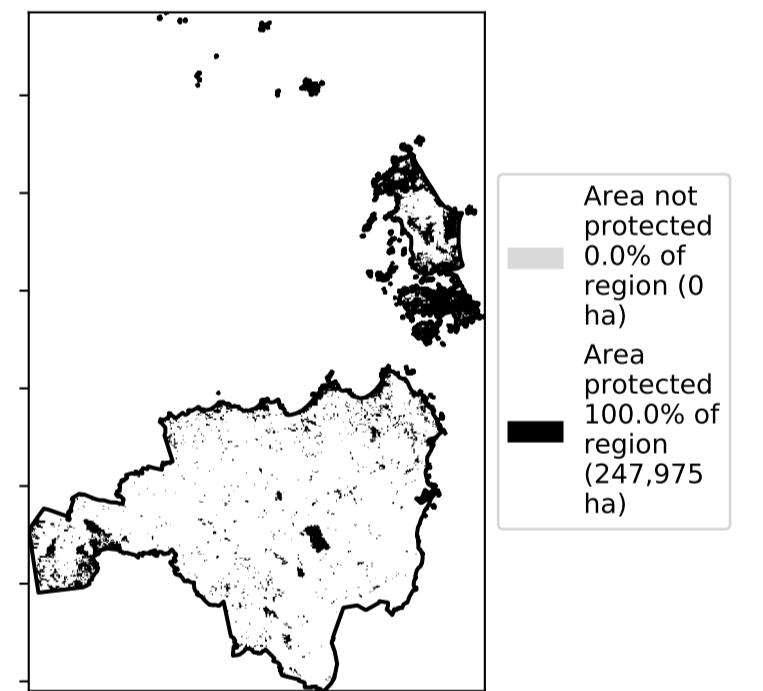 Area not
protected
0.0% of
region (0
ha)
Area
protected
100.0% of
region
(247,975
ha)